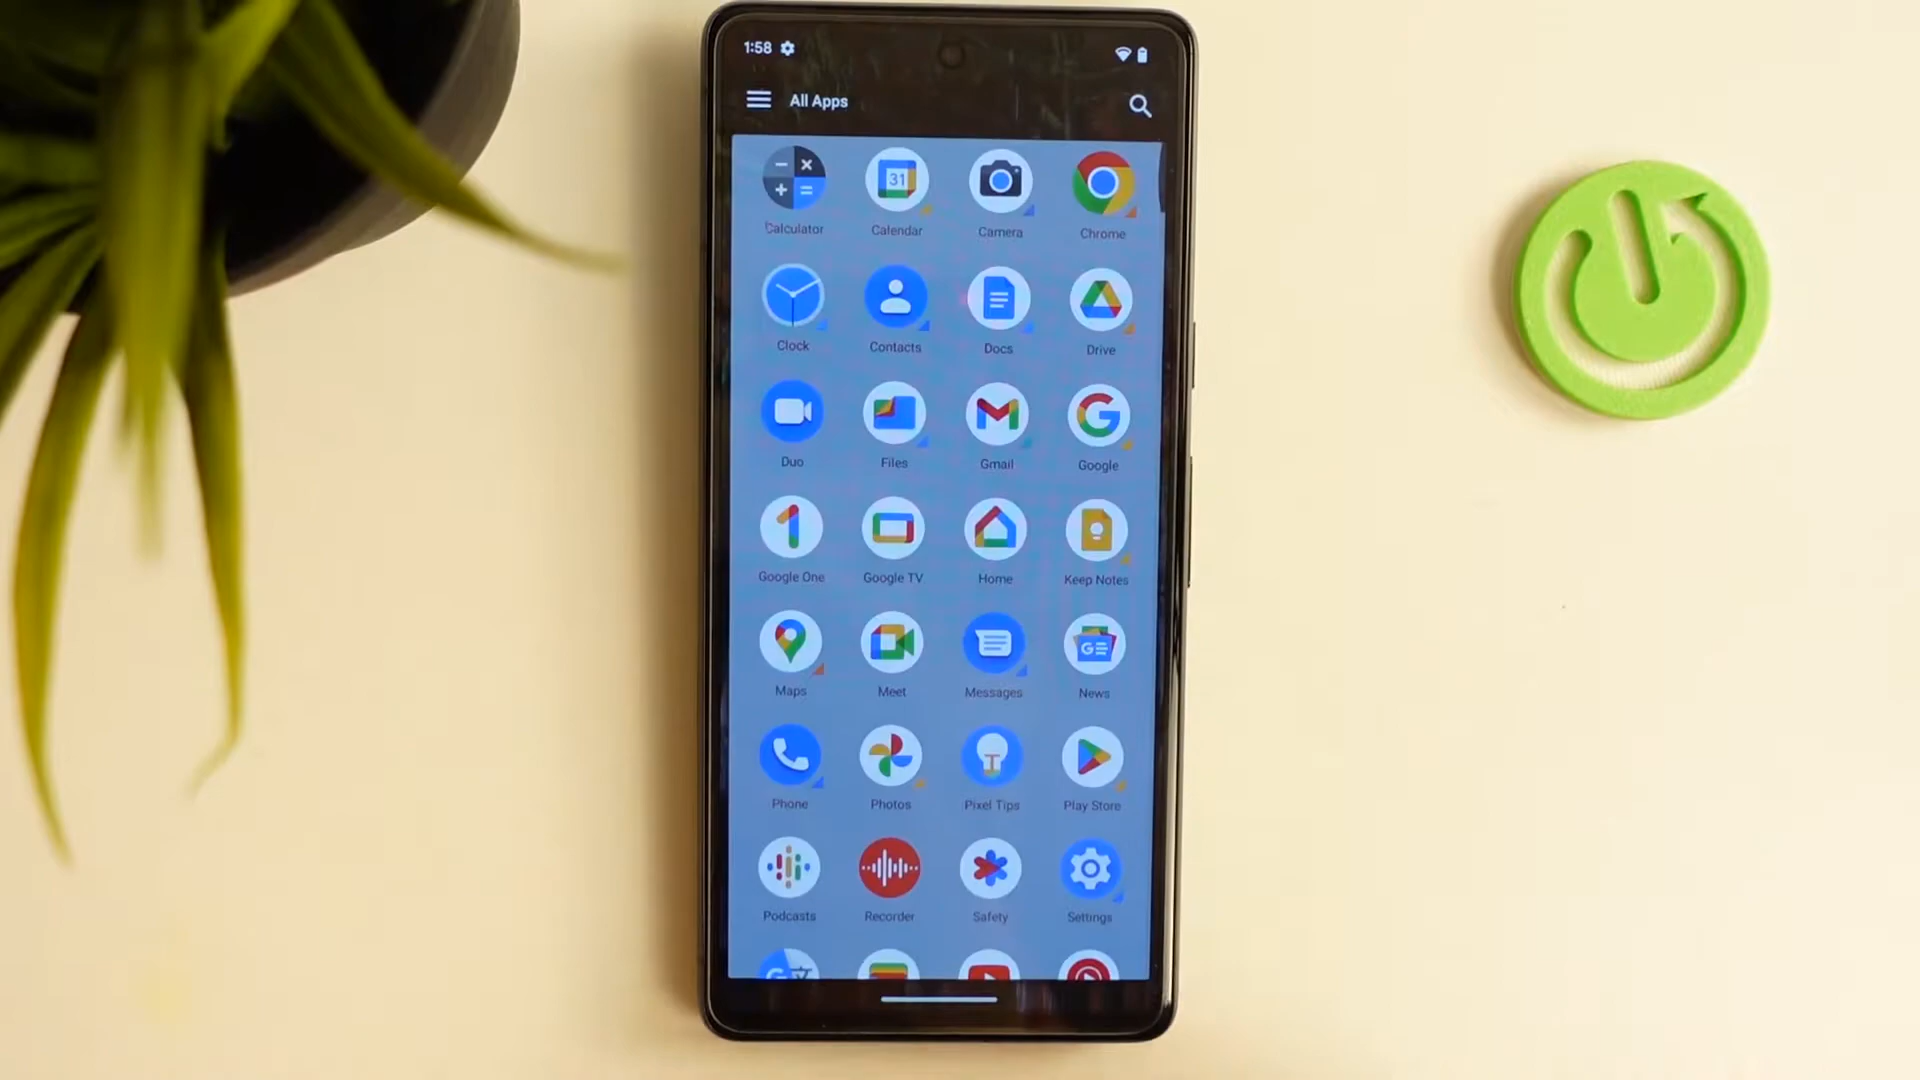 1:58
All Apps
31
Calculator Calendar Camera Chrome
Clock Contacts Docs Drive
Duo Files Gmail Google
Google One Google TV Home Keep Notes
Maps Meet Messages News
Phone Photos Pixel Tips Play Store
Podcasts Recorder Safety Settings